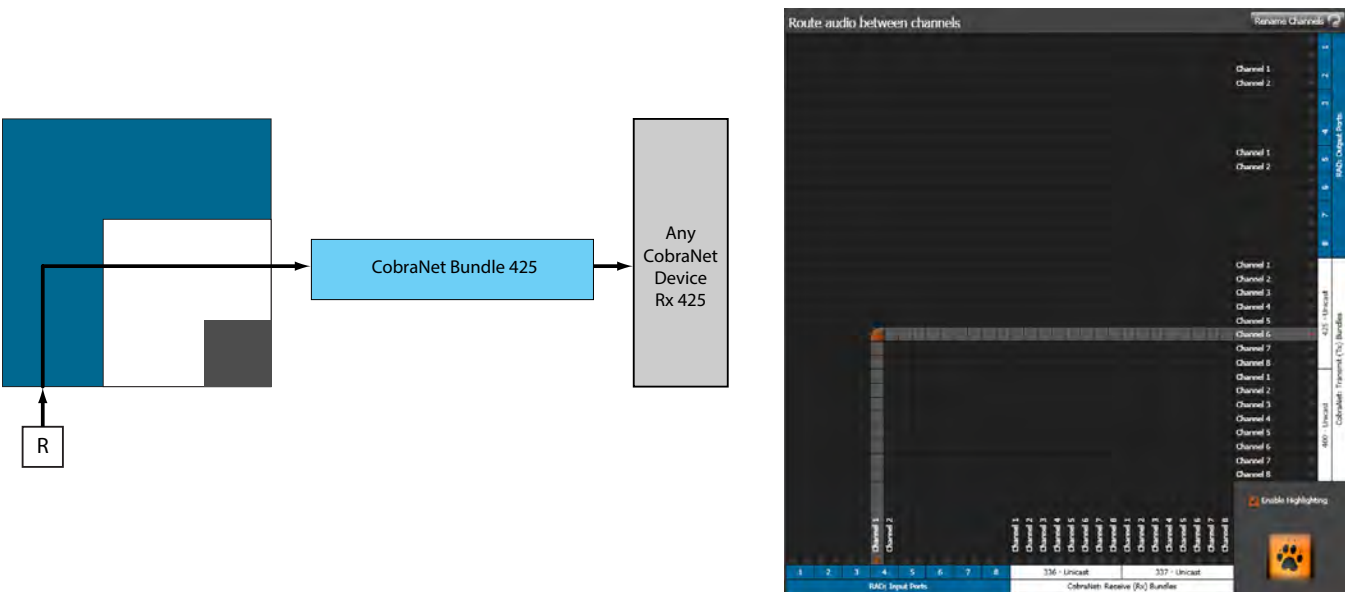 R
CobraNet Bundle 425
Any
CobraNet
Device
Rx 425
Route audio between channels
Rename Channels
Channel 1
Channel 2
Channel 1
Channel 2
Channel 1
Channel 2
Channel 3
Channel 4
Channel 5
Channel 6
Channel 7
Channel 8
Channel 1
Channel 2
Channel 3
Channel 4
Channel 5
Channel 6
Channel 7
Channel 8
1
2
3
4
5
6
7
8
RAD: Output Ports
425 - Unicast
400 - Unicast
CobraNet: Transmit (Tx) Bundles
Enable Highlighting
Channel 1
Channel 2
Channel 1
Channel 2
Channel 3
Channel 4
Channel 5
Channel 6
Channel 7
Channel 8
Channel 1
Channel 2
Channel 3
Channel 4
Channel 5
Channel 6
Channel 7
Channel 8
1 2 3 4 5 6 7 8
336 - Unicast
337 - Unicast
RAD: Input Ports
CobraNet: Receive (Rx) Bundles